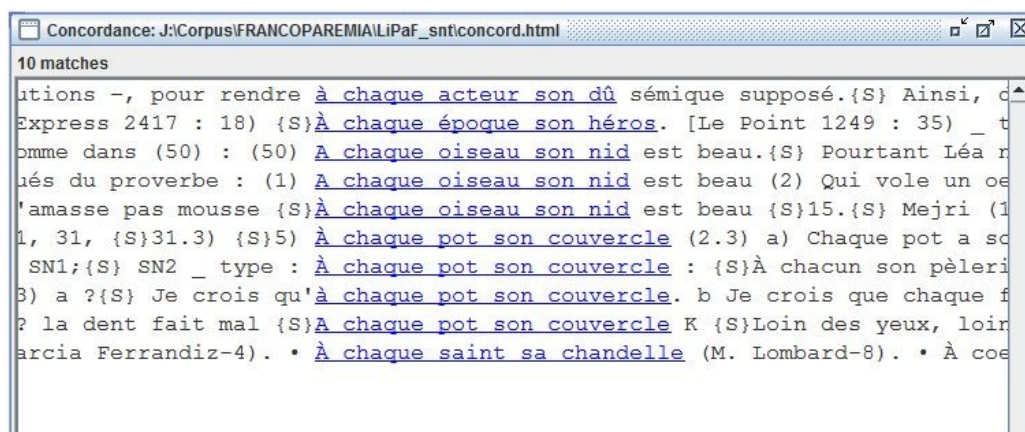 Concordance: J:\Corpus\FRANCOPAREMIA\LiPaF_snt\concord.html
10 matches
utions –, pour rendre à chaque acteur son dû sémique supposé.{S} Ainsi, d
Express 2417 : 18) {S}À chaque époque son héros. [Le Point 1249 : 35) _ t
omme dans (50) : (50) A chaque oiseau son nid est beau.{S} Pourtant Léa n
ués du proverbe : (1) A chaque oiseau son nid est beau (2) Qui vole un oe
'amasse pas mousse {S}À chaque oiseau son nid est beau {S}15.{S} Mejri (1
1, 31, {S}31.3) {S}5) À chaque pot son couvercle (2.3) a) Chaque pot a so
SN1;{S} SN2 _ type : À chaque pot son couvercle : {S}À chacun son pèleri
3) a ?{S} Je crois qu'à chaque pot son couvercle. b Je crois que chaque f
? la dent fait mal {S}A chaque pot son couvercle K {S}Loin des yeux, loin
arcia Ferrandiz-4). • À chaque saint sa chandelle (M. Lombard-8). • À coe